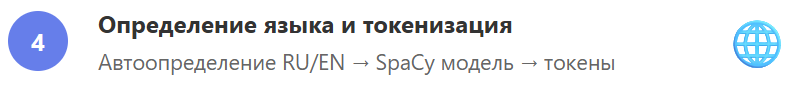 4
Определение языка и токенизация
Автоопределение RU/EN → SpaCy модель → токены